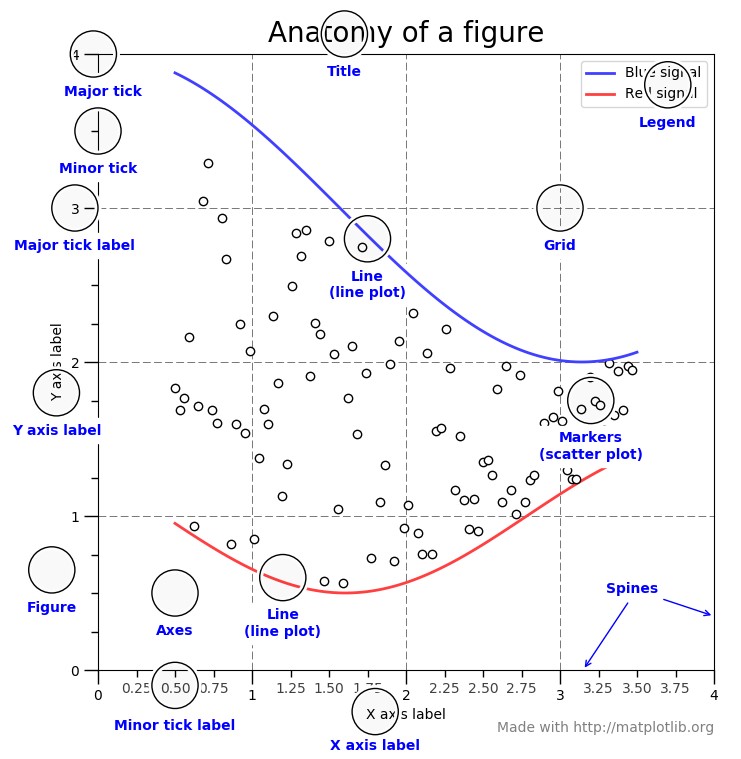 Anatomy of a figure
Title
4
Major tick
Blue signal
Red signal
Legend
Minor tick
3
Major tick label
Grid
Line
(line plot)
Y axis label
2
Y axis label
Markers
(scatter plot)
1
Figure
Axes
Line
(line plot)
Spines
0
0 0.25 0.50 0.75 1 1.25 1.50 1.75 2 2.25 2.50 2.75 3 3.25 3.50 3.75 4
Minor tick label
X axis label
X axis label
Made with http://matplotlib.org